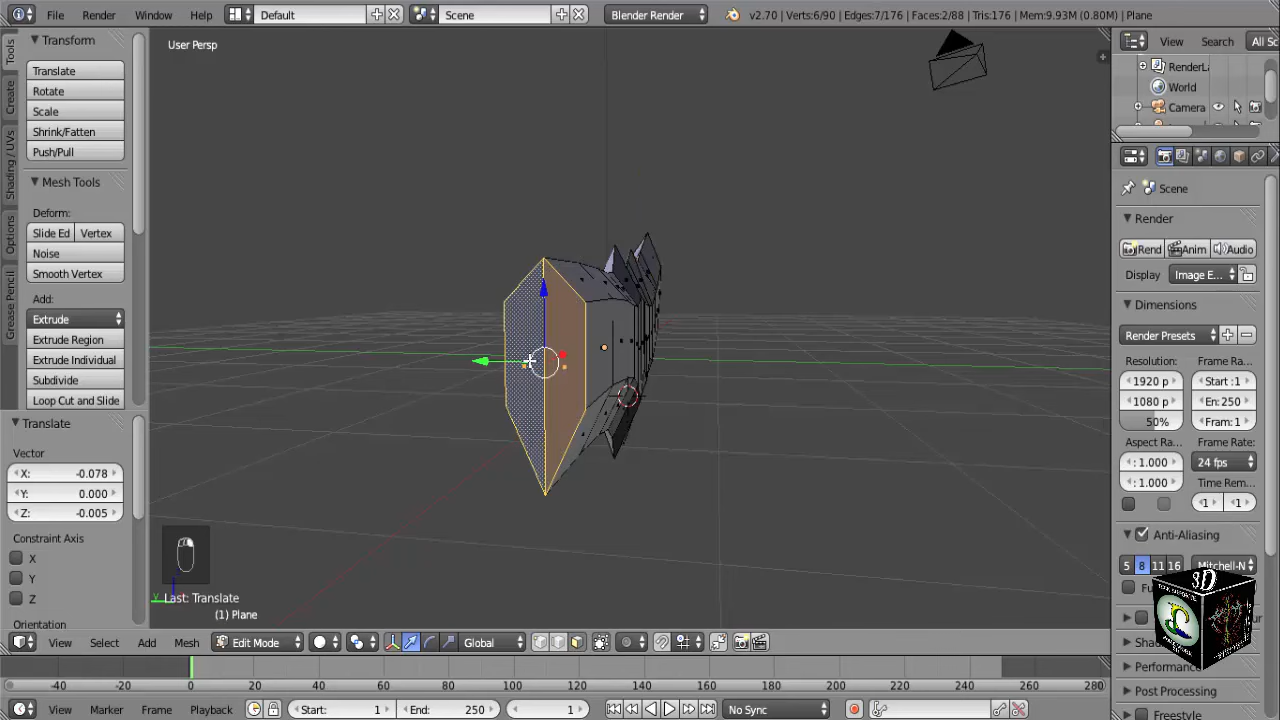 File Render Window Help Default Scene Blender Render v2.70 | Verts:6/90 | Edges:7/176 | Faces:2/88 | Tris:176 | Mem:9.93M (0.80M) | Plane
Tools
Create
Shading / UVs
Options
Grease Pencil
Transform
Translate
Rotate
Scale
Shrink/Fatten
Push/Pull
Mesh Tools
Deform:
Slide Ed Vertex
Noise
Smooth Vertex
Add:
Extrude
Extrude Region
Extrude Individual
Subdivide
Loop Cut and Slide
Translate
Vector
X: -0.078
Y: 0.000
Z: -0.005
Constraint Axis
X
Y
Z
Orientation
User Persp
Last: Translate
(1) Plane
View Search All Sc
RenderLa
World
Camera
Scene
Render
Rend Anim Audio
Display Image E...
Dimensions
Render Presets
Resolution: Frame Ra...
1920 p Start :1
1080 p En: 250
50% Fram: 1
Aspect Ra... Frame Rate:
: 1.000 24 fps
: 1.000 Time Rem...
1 1
Anti-Aliasing
5 8 11 16 Mitchell-N
3D
Performance
Post Processing
Freestyle
View Select Add Mesh Edit Mode Global
-40 -20 0 20 40 60 80 100 120 140 160 180 200 220 240 260 280
View Marker Frame Playback Start: 1 End: 250 1 No Sync